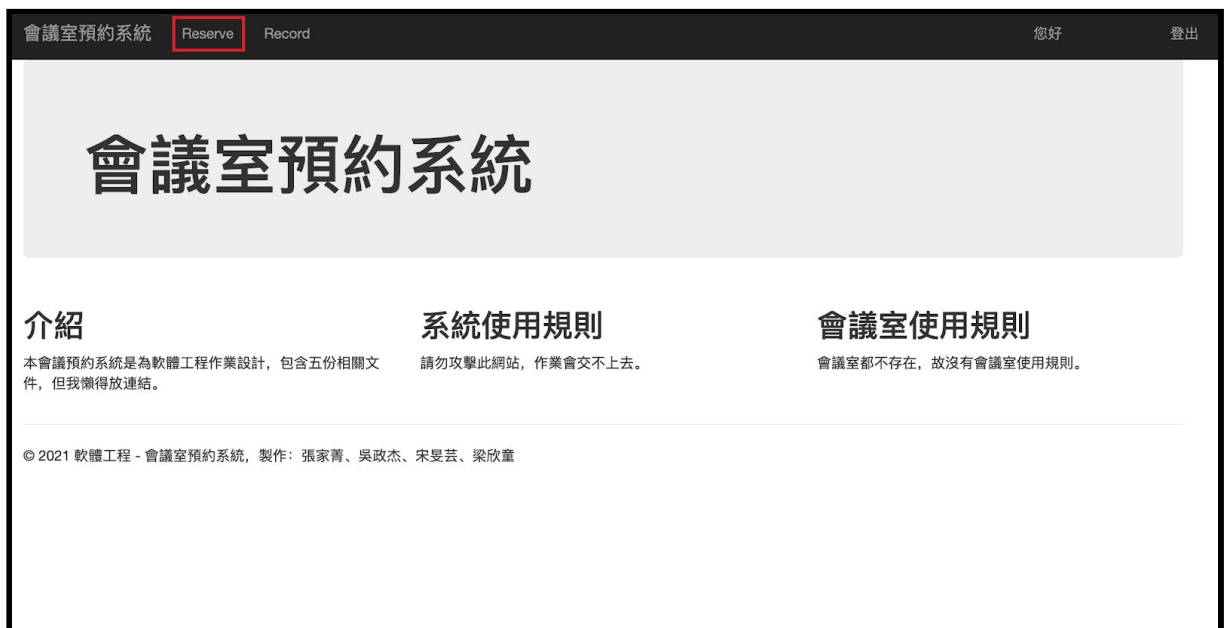 會議室預約系統 Reserve Record 您好 登出
會議室預約系統
介紹
本會議預約系統是為軟體工程作業設計，包含五份相關文
件，但我懶得放連結。
系統使用規則
請勿攻擊此網站，作業會交不上去。
會議室使用規則
會議室都不存在，故沒有會議室使用規則。
© 2021 軟體工程 - 會議室預約系統，製作：張家菁、吳政杰、宋旻芸、梁欣童